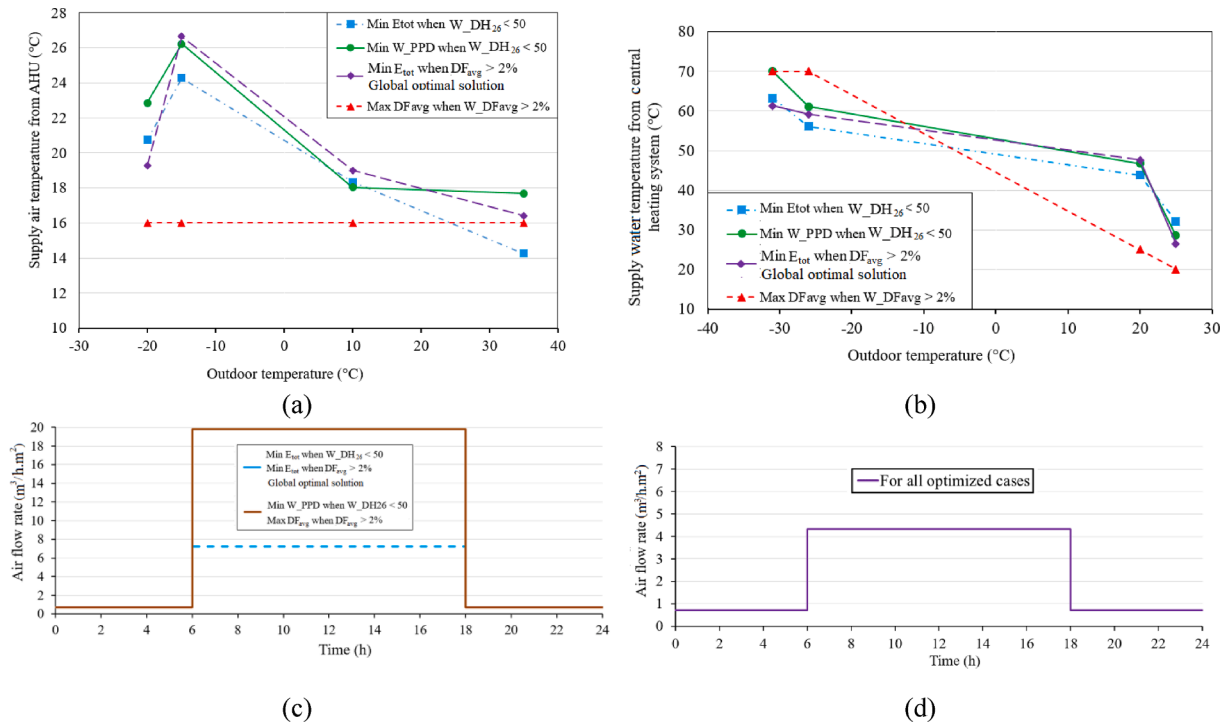 (a)
Supply air temperature from AHU (°C)
28
26
24
22
20
18
16
14
12
10
-30
-20
-10
0
10
20
30
40
Outdoor temperature (°C)
Min Etot when W_DH26 < 50
Min W_PPD when W_DH26 < 50
Min Etot when DFavg > 2%
Global optimal solution
Max DFavg when W_DFavg > 2%
(b)
Supply water temperature from central
heating system (°C)
80
70
60
50
40
30
20
10
-40
-30
-20
-10
0
10
20
30
Outdoor temperature (°C)
Min Etot when W_DH26 < 50
Min W_PPD when W_DH26 < 50
Min Etot when DFavg > 2%
Global optimal solution
Max DFavg when W_DFavg > 2%
(c)
Air flow rate (m³/h.m²)
20
18
16
14
12
10
8
6
4
2
0
0
2
4
6
8
10
12
14
16
18
20
22
24
Time (h)
Min Etot when W_DH26 < 50
Min Etot when DFavg > 2%
Global optimal solution
Min W_PPD when W_DH26 < 50
Max DFavg when DFavg > 2%
(d)
Air flow rate (m³/h.m²)
8
7
6
5
4
3
2
1
0
0
2
4
6
8
10
12
14
16
18
20
22
24
Time (h)
For all optimized cases